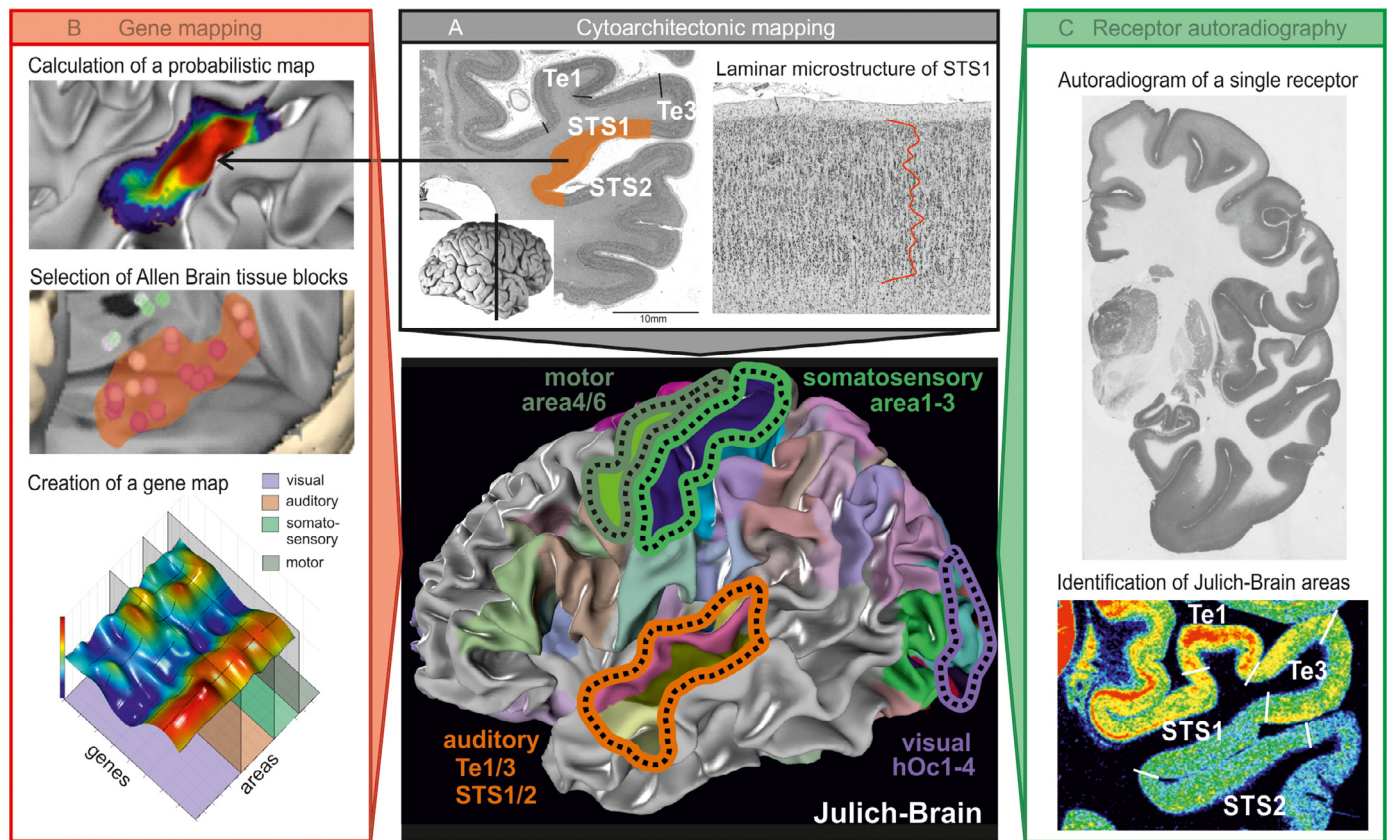 B Gene mapping
Calculation of a probabilistic map
Selection of Allen Brain tissue blocks
Creation of a gene map
visual
auditory
somato-
sensory
motor
genes
areas
A Cytoarchitectonic mapping
Te1
Te3
STS1
STS2
10mm
Laminar microstructure of STS1
motor
area4/6
somatosensory
area1-3
auditory
Te1/3
STS1/2
visual
hOc1-4
Julich-Brain
C Receptor autoradiography
Autoradiogram of a single receptor
Identification of Julich-Brain areas
Te1
Te3
STS1
STS2